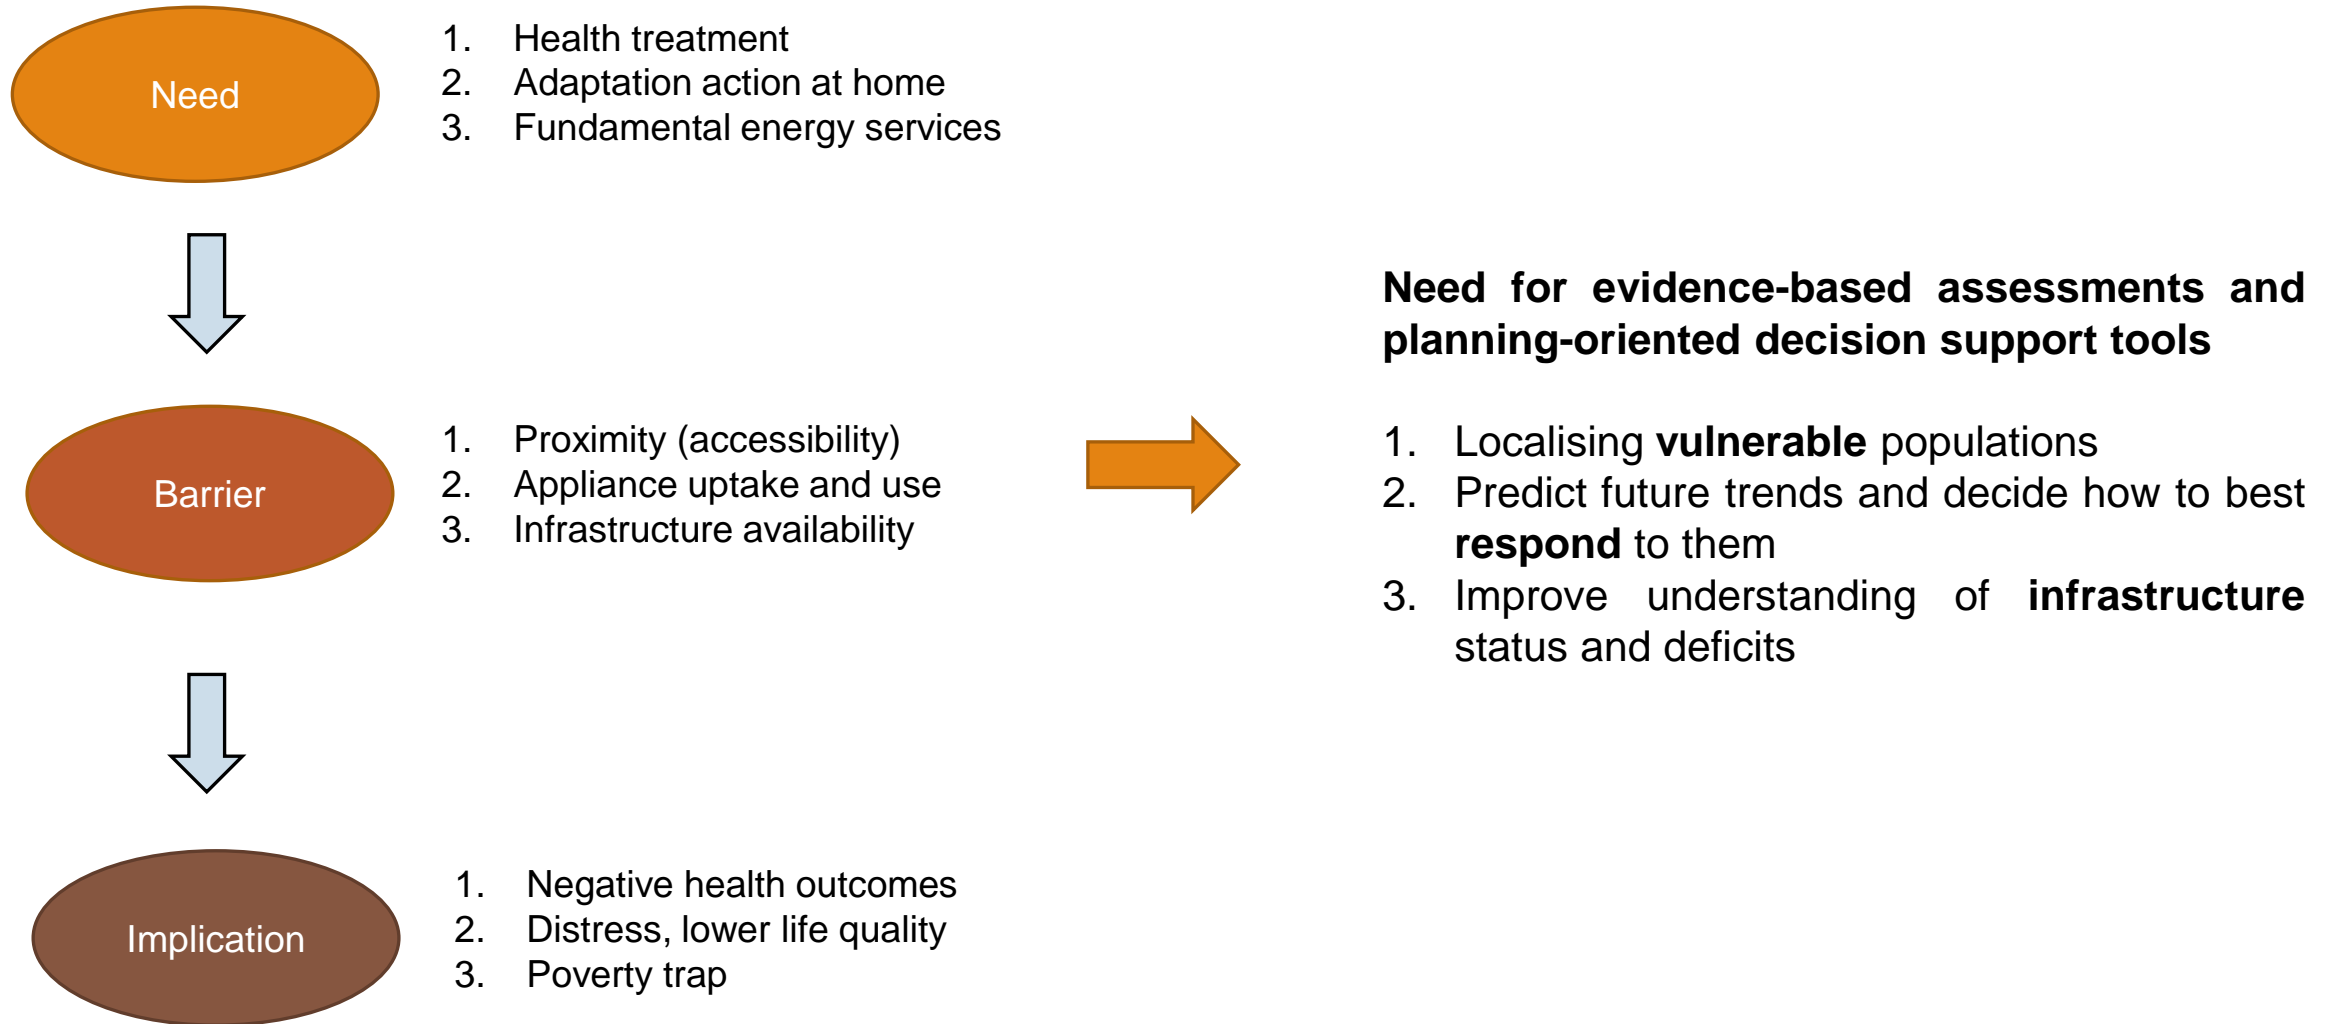 Need
1. Health treatment
2. Adaptation action at home
3. Fundamental energy services
Barrier
1. Proximity (accessibility)
2. Appliance uptake and use
3. Infrastructure availability
Implication
1. Negative health outcomes
2. Distress, lower life quality
3. Poverty trap
Need for evidence-based assessments and
planning-oriented decision support tools
1. Localising vulnerable populations
2. Predict future trends and decide how to best
respond to them
3. Improve understanding of infrastructure
status and deficits